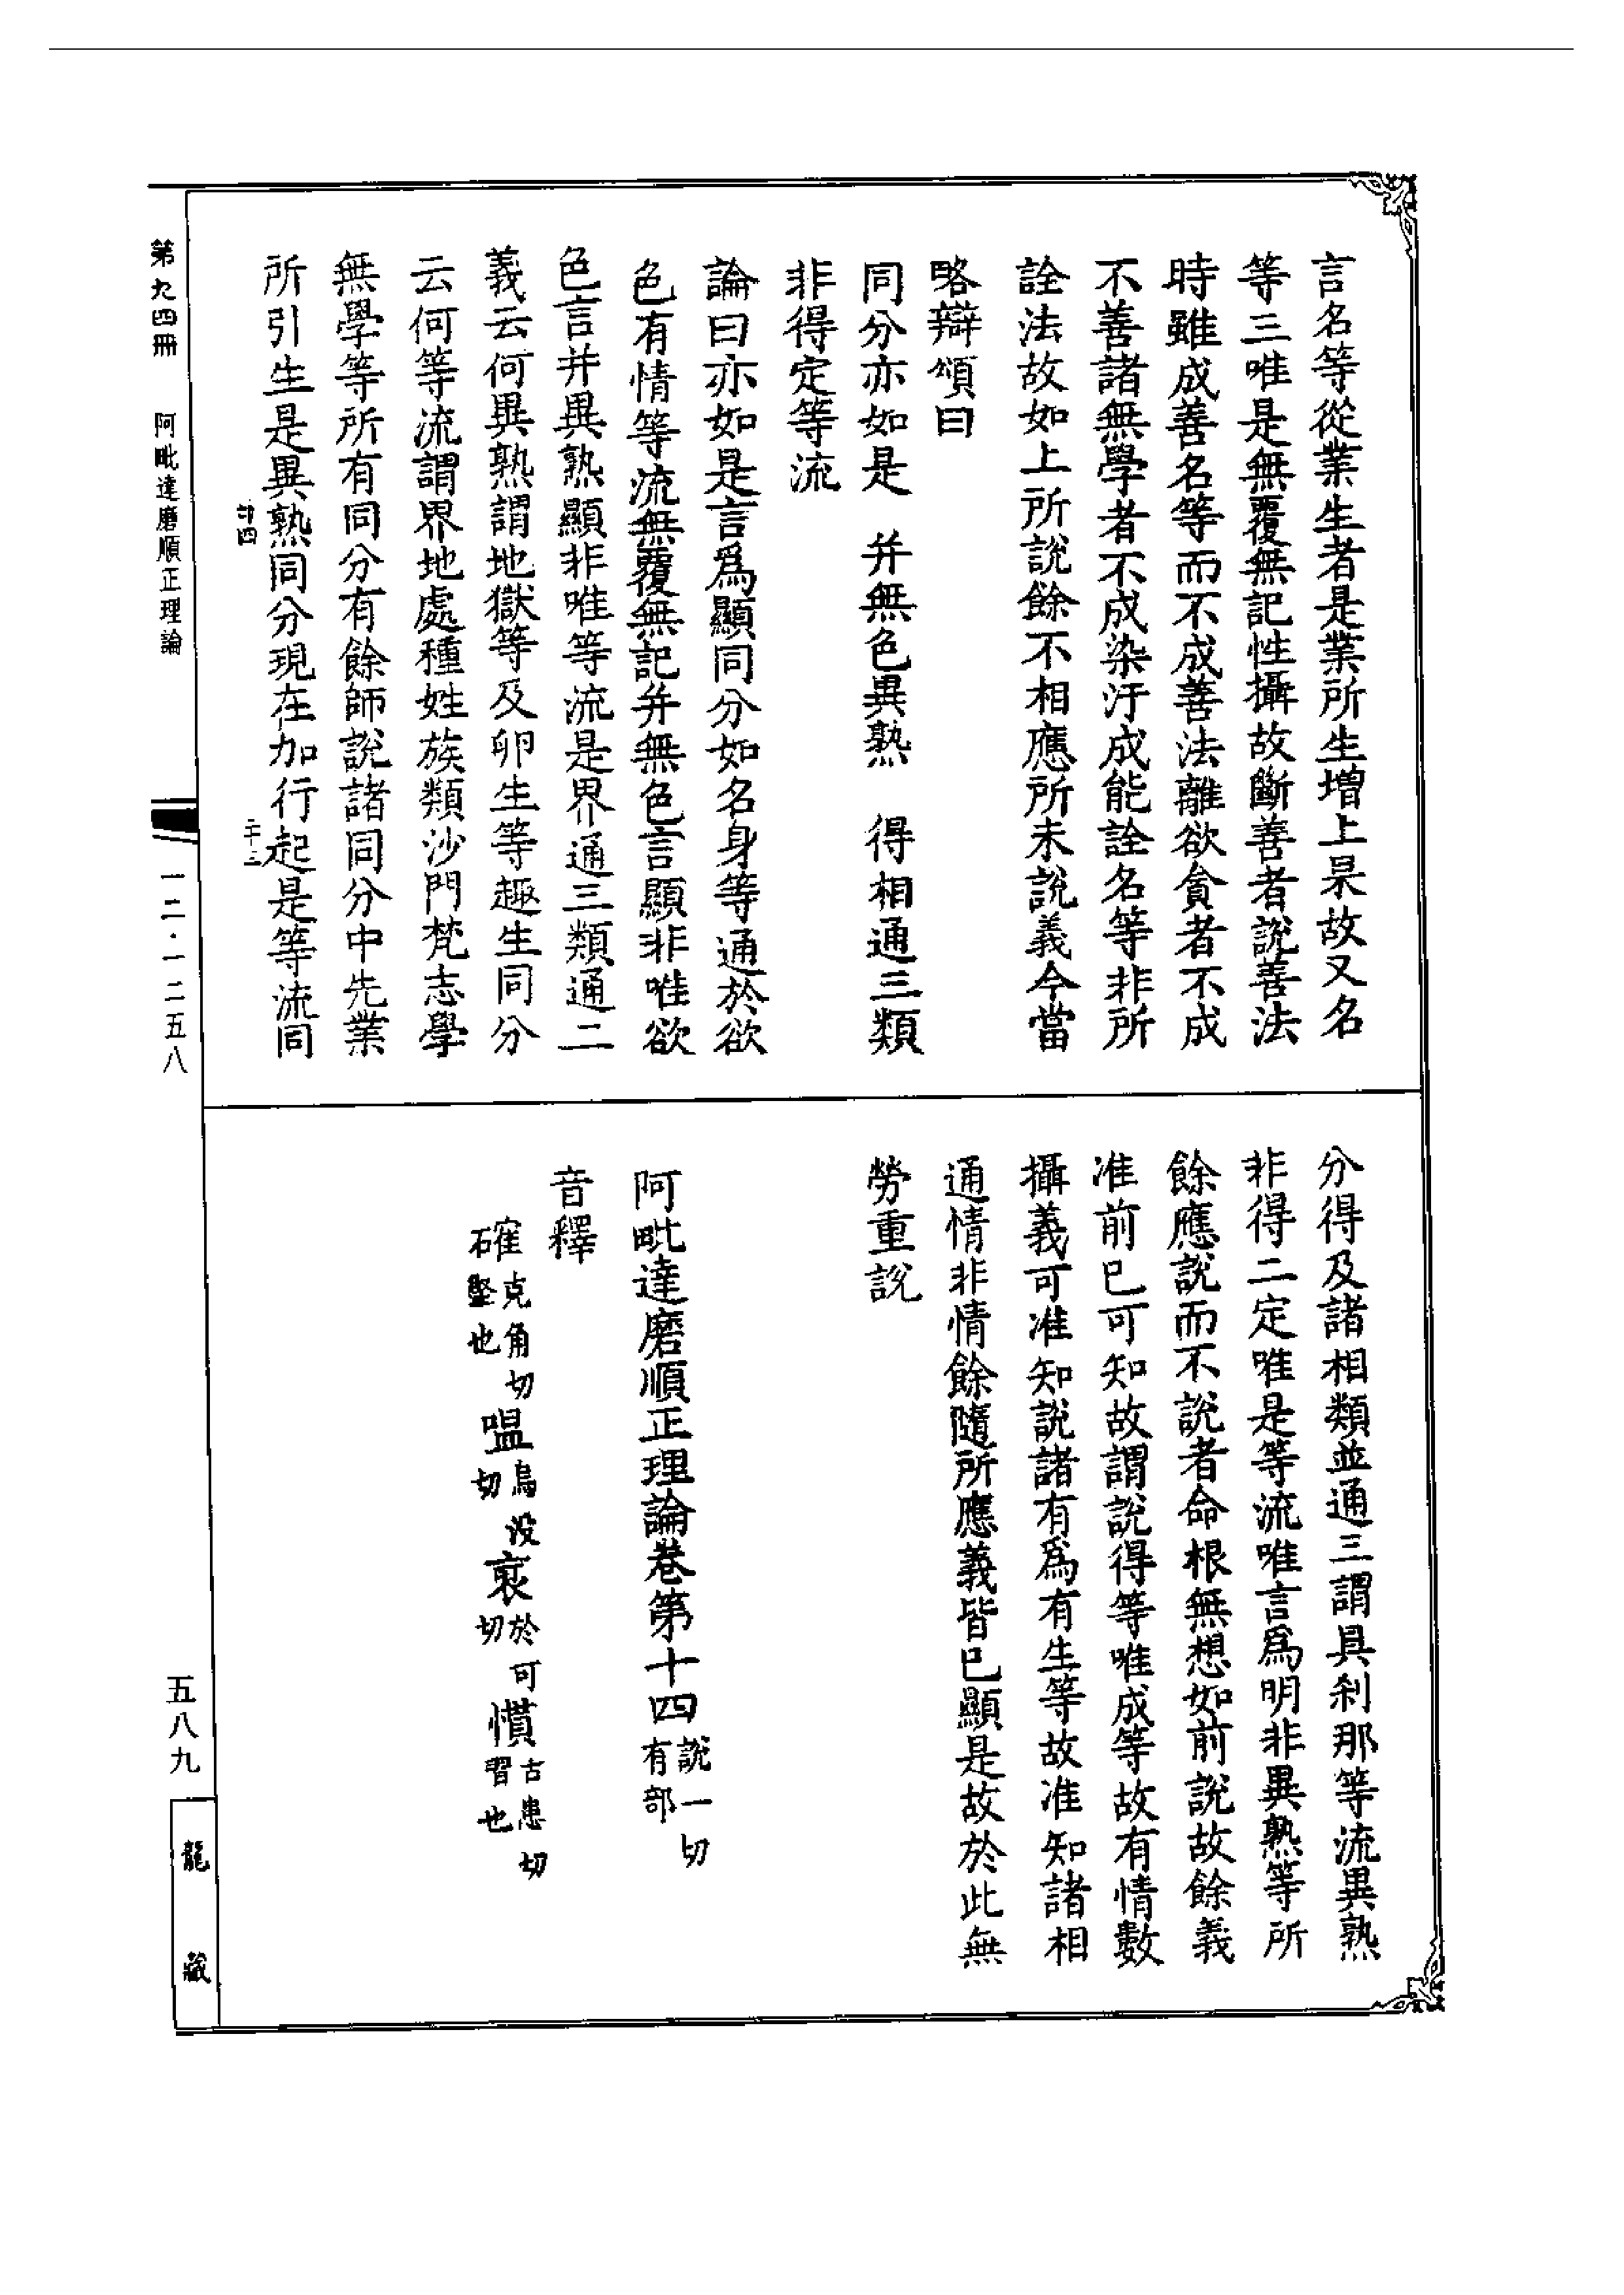 言名等從業生者是業所生增上果故又名
等三唯是無覆無記性攝故斷善者說善法
時雖成善名等而不成善法離欲貪者不成
不善諸無學者不成染汙成能詮名等非所
詮法故如上所說餘不相應所未說義今當
略辯頌曰
同分亦如是　并無色異熟　得相通三類
非得定等流
論曰亦如是言爲顯同分如名身等通於欲
色有情等流無覆無記并無色言顯非唯欲
色言并異熟顯非唯等流是界通三類通二
義云何異熟謂地獄等及卵生等趣生同分
云何等流謂界地處種姓族類沙門梵志學
無學等所有同分有餘師說諸同分中先業
所引生是異熟同分現在加行起是等流同
分得及諸相類並通三謂具刹那等流異熟
非得二定唯是等流唯言爲明非異熟等所
餘應說而不說者命根無想如前說故餘義
准前已可知故謂說得等唯成等故有情數
攝義可准知說諸有爲有生等故准知諸相
通情非情餘隨所應義皆已顯是故於此無
勞重說
阿毗達磨順正理論卷第十四說一切有部
音釋
確克角切堅也嗢烏没切裒於可切慣古患切習也
第九四冊　阿毗達磨順正理論
一二·一二五八
五八九
龍藏